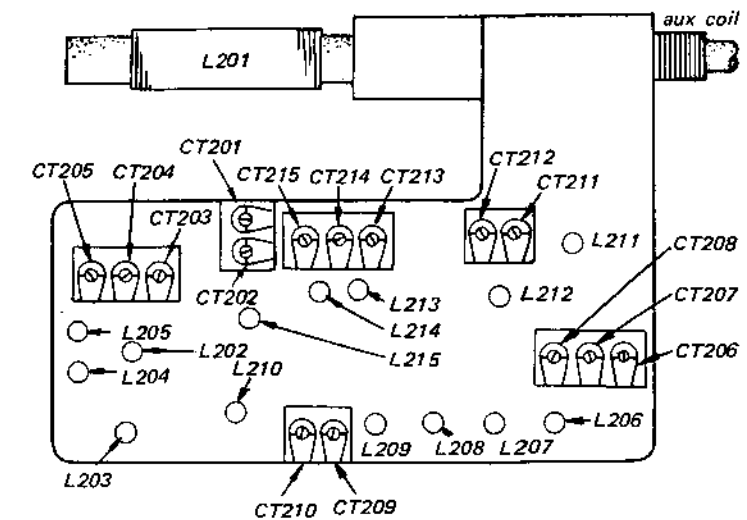 aux coil
L201
CT201
CT205 CT204
CT215 CT214 CT213
CT212
CT211
CT203
L211
CT208
CT202
L213
L212
CT207
L214
L205
L202
L215
CT206
L204
L210
L206
L209 L208 L207
L203
CT210 CT209